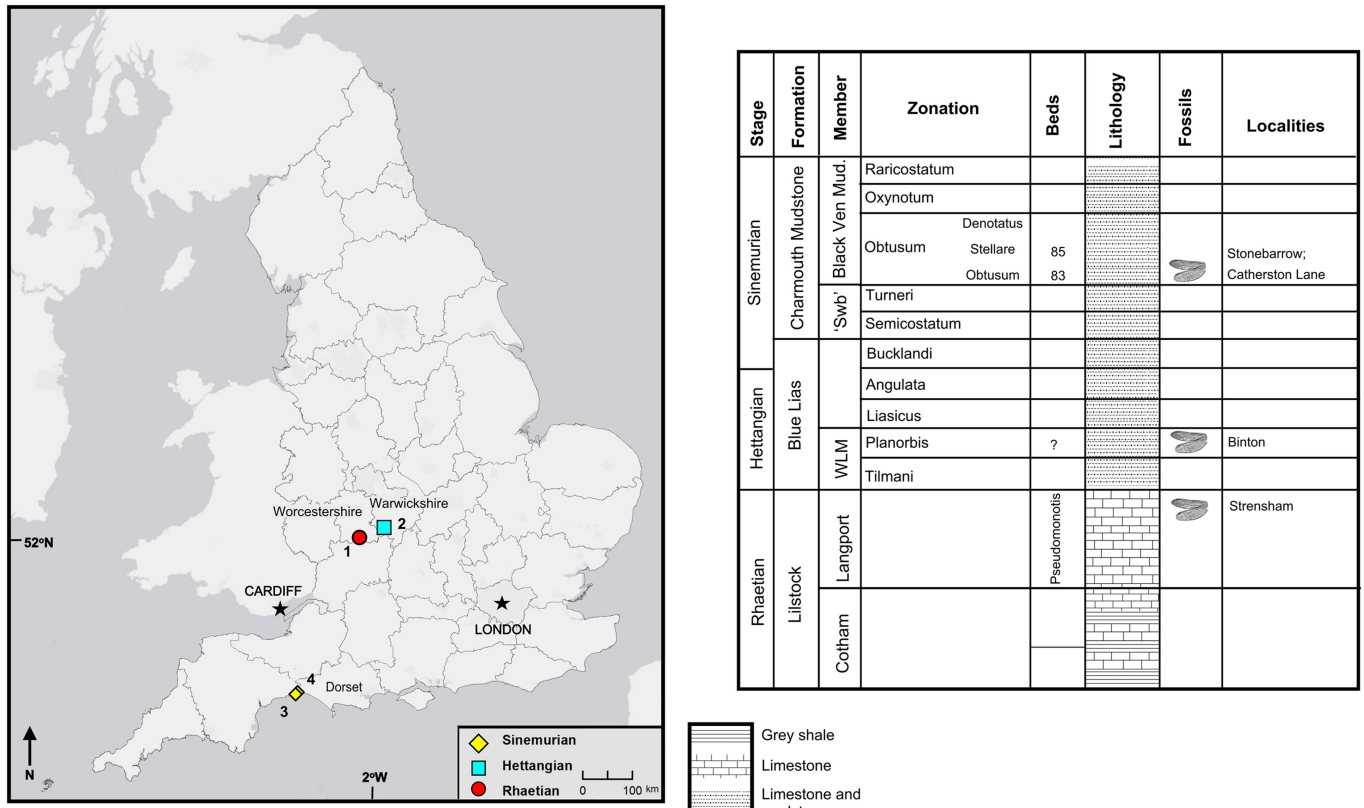 Worcestershire
Warwickshire
2
1
52ºN
CARDIFF
LONDON
4
Dorset
3
N
2ºW
Sinemurian
Hettangian
Rhaetian
0 100 km
Stage Formation Member Zonation Beds Lithology Fossils Localities
Sinemurian
Hettangian
Rhaetian
Charmouth Mudstone
Blue Lias
Lilstock
Black Ven Mud.
'Swb'
WLM
Langport
Cotham
Raricostatum
Oxynotum
Denotatus
Obtusum Stellare 85 Stonebarrow;
Obtusum 83 Catherston Lane
Turneri
Semicostatum
Bucklandi
Angulata
Liasicus
Planorbis ? Binton
Tilmani
Pseudomonotis
Strensham
Grey shale
Limestone
Limestone and